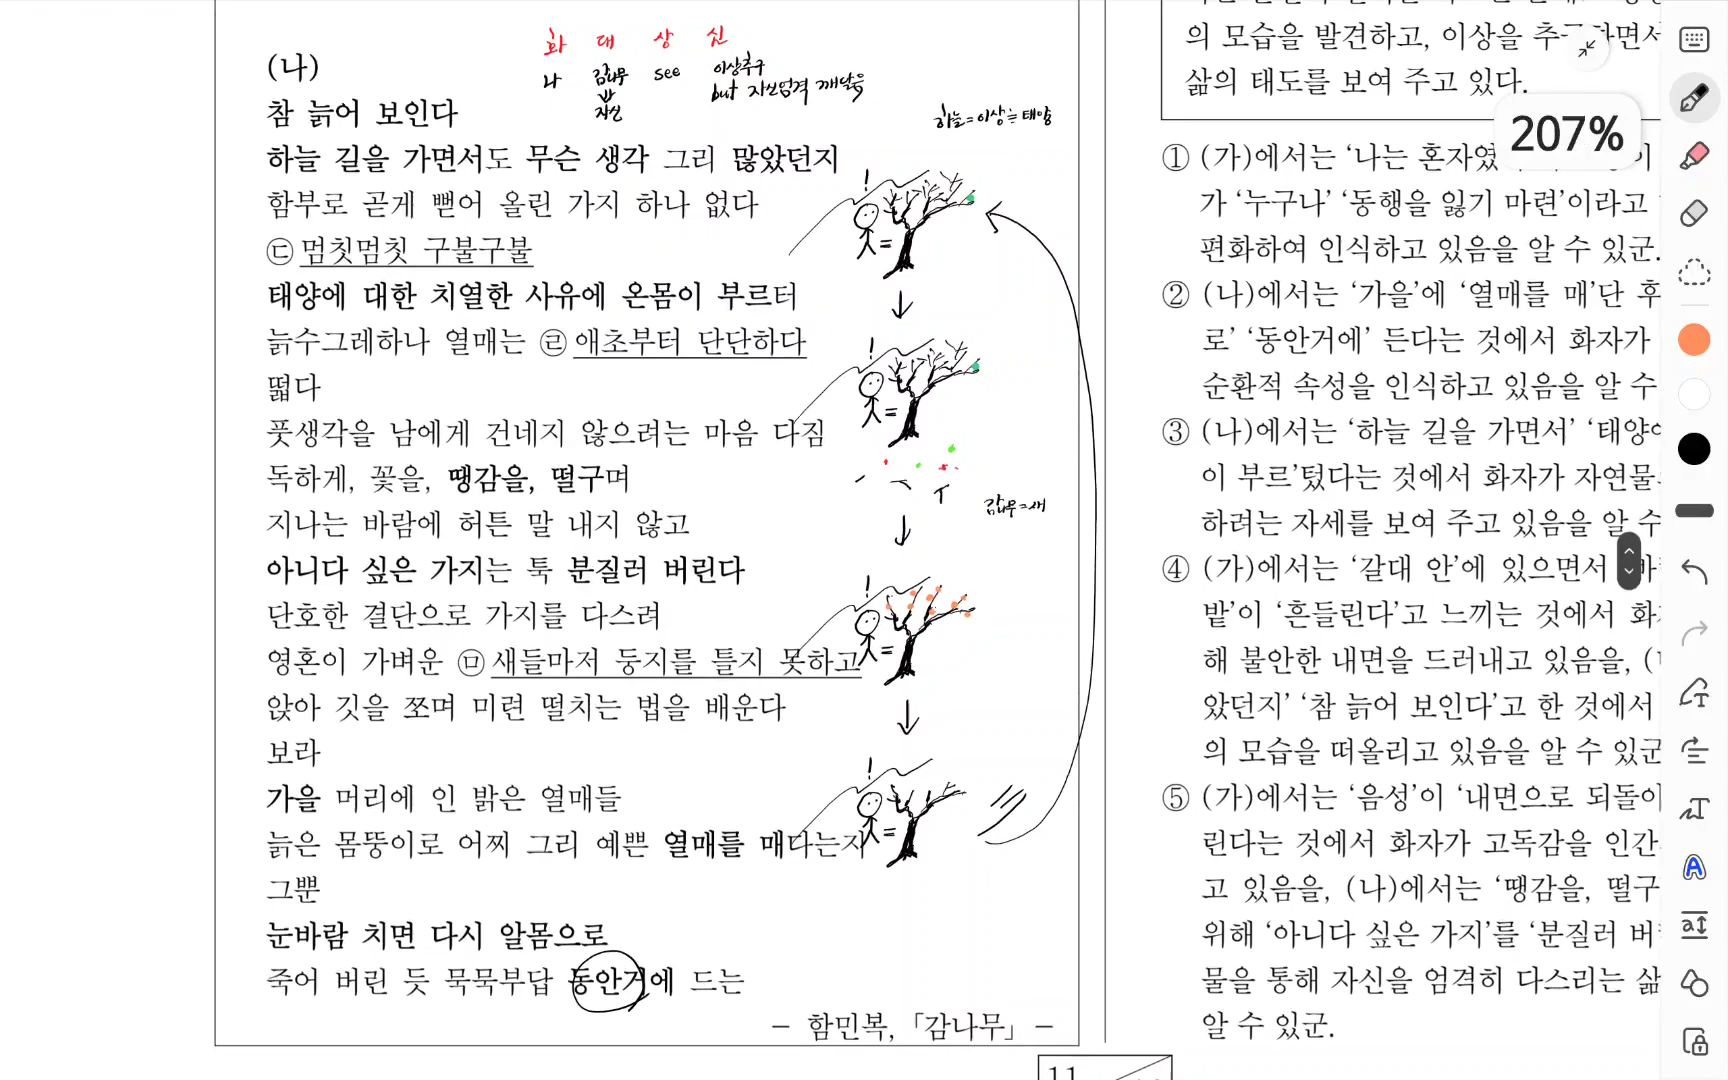 화 대 상 신
나 감나무 see 이상추구
but 자신엄격 깨달음
자신
하늘=이상≒태양
감나무=새
(나)
참 늙어 보인다
하늘 길을 가면서도 무슨 생각 그리 많았던지
함부로 곧게 뻗어 올린 가지 하나 없다
㉢ 멈칫멈칫 구불구불
태양에 대한 치열한 사유에 온몸이 부르터
늙수그레하나 열매는 ㉣ 애초부터 단단하다
떫다
풋생각을 남에게 건네지 않으려는 마음 다짐
독하게, 꽃을, 땡감을, 떨구며
지나는 바람에 허튼 말 내지 않고
아니다 싶은 가지는 툭 분질러 버린다
단호한 결단으로 가지를 다스려
영혼이 가벼운 ㉤ 새들마저 둥지를 틀지 못하고
앉아 깃을 쪼며 미련 떨치는 법을 배운다
보라
가을 머리에 인 밝은 열매들
늙은 몸뚱이로 어찌 그리 예쁜 열매를 매다는지
그뿐
눈바람 치면 다시 알몸으로
죽어 버린 듯 묵묵부답 동안거에 드는
- 함민복, 「감나무」 -
의 모습을 발견하고, 이상을 추구하면서
삶의 태도를 보여 주고 있다.
207%
① (가)에서는 ‘나는 혼자였
가 ‘누구나’ ‘동행을 잃기 마련’이라고
편화하여 인식하고 있음을 알 수 있군.
② (나)에서는 ‘가을’에 ‘열매를 매’단 후
로’ ‘동안거에’ 든다는 것에서 화자가
순환적 속성을 인식하고 있음을 알 수
③ (나)에서는 ‘하늘 길을 가면서’ ‘태양에
이 부르’텄다는 것에서 화자가 자연물
하려는 자세를 보여 주고 있음을 알 수
④ (가)에서는 ‘갈대 안’에 있으면서
밭’이 ‘흔들린다’고 느끼는 것에서 화자
해 불안한 내면을 드러내고 있음을, (
았던지’ ‘참 늙어 보인다’고 한 것에서
의 모습을 떠올리고 있음을 알 수 있군
⑤ (가)에서는 ‘음성’이 ‘내면으로 되돌이
린다는 것에서 화자가 고독감을 인간
고 있음을, (나)에서는 ‘땡감을, 떨구
위해 ‘아니다 싶은 가지’를 ‘분질러 버
물을 통해 자신을 엄격히 다스리는 삶
알 수 있군.
11